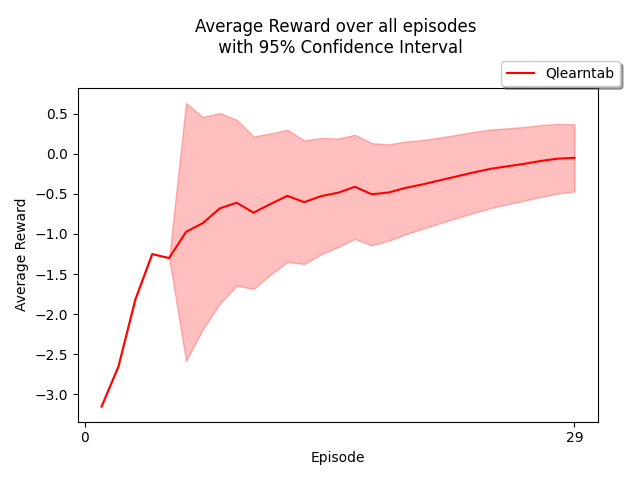 Average Reward over all episodes
with 95% Confidence Interval
Qlearntab
0.5
0.0
−0.5
−1.0
−1.5
−2.0
−2.5
−3.0
Average Reward
0 29
Episode